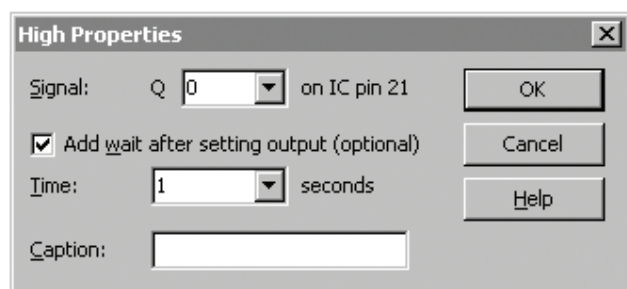 High Properties
Signal: Q 0 on IC pin 21 OK
Add wait after setting output (optional) Cancel
Time: 1 seconds Help
Caption: